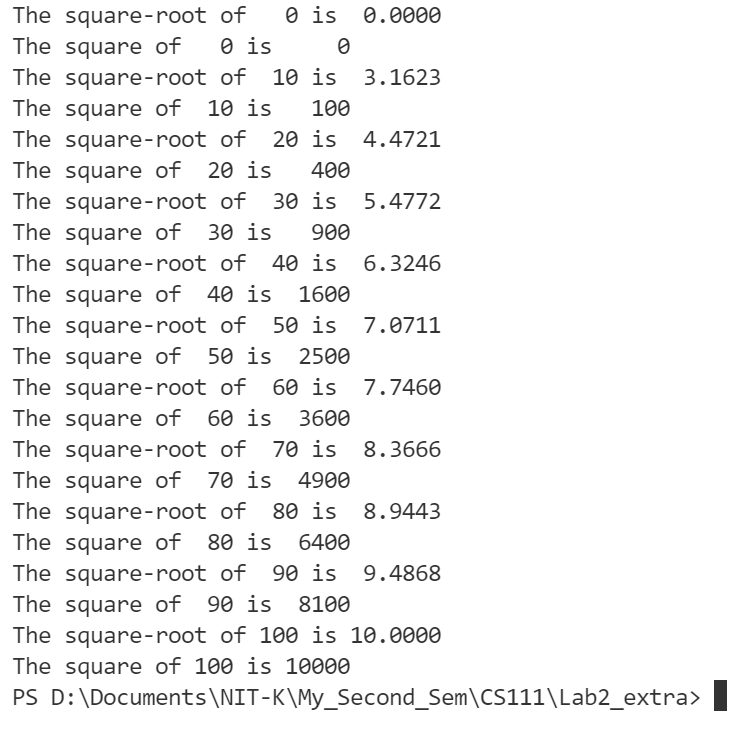 The square-root of   0 is  0.0000
The square of   0 is     0
The square-root of  10 is  3.1623
The square of  10 is   100
The square-root of  20 is  4.4721
The square of  20 is   400
The square-root of  30 is  5.4772
The square of  30 is   900
The square-root of  40 is  6.3246
The square of  40 is  1600
The square-root of  50 is  7.0711
The square of  50 is  2500
The square-root of  60 is  7.7460
The square of  60 is  3600
The square-root of  70 is  8.3666
The square of  70 is  4900
The square-root of  80 is  8.9443
The square of  80 is  6400
The square-root of  90 is  9.4868
The square of  90 is  8100
The square-root of 100 is 10.0000
The square of 100 is 10000
PS D:\Documents\NIT-K\My_Second_Sem\CS111\Lab2_extra>